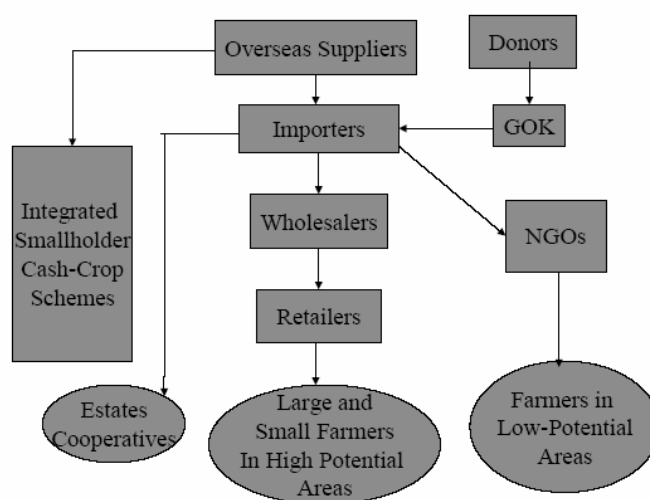 Overseas Suppliers
Donors
Importers
GOK
Integrated
Smallholder
Cash-Crop
Schemes
Wholesalers
NGOs
Retailers
Estates
Cooperatives
Large and
Small Farmers
In High Potential
Areas
Farmers in
Low-Potential
Areas